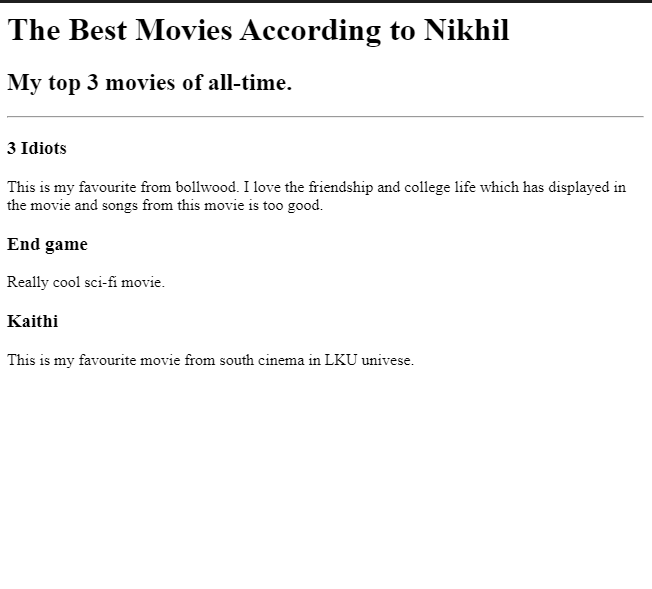 The Best Movies According to Nikhil
My top 3 movies of all-time.
3 Idiots
This is my favourite from bollwood. I love the friendship and college life which has displayed in
the movie and songs from this movie is too good.
End game
Really cool sci-fi movie.
Kaithi
This is my favourite movie from south cinema in LKU univese.